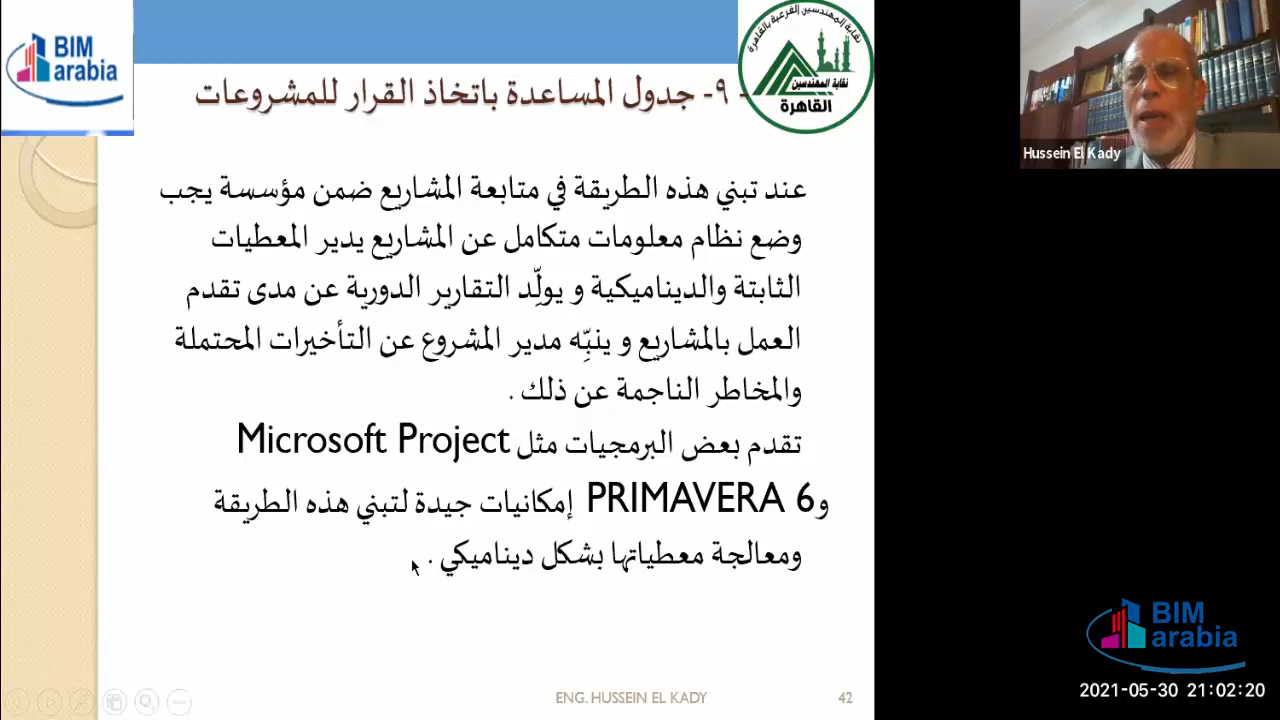 BIM
arabia
نقابة المهندسين الفرعية بالقاهرة
نقابة المهندسين
القاهرة
- ٩- جدول المساعدة باتخاذ القرار للمشروعات
Hussein El Kady
عند تبني هذه الطريقة في متابعة المشاريع ضمن مؤسسة يجب
وضع نظام معلومات متكامل عن المشاريع يدير المعطيات
الثابتة والديناميكية و يولِّد التقارير الدورية عن مدى تقدم
العمل بالمشاريع و ينبِّه مدير المشروع عن التأخيرات المحتملة
والمخاطر الناجمة عن ذلك .
تقدم بعض البرمجيات مثل Microsoft Project
و PRIMAVERA 6 إمكانيات جيدة لتبني هذه الطريقة
ومعالجة معطياتها بشكل ديناميكي .
ENG. HUSSEIN EL KADY
42
BIM
arabia
2021-05-30 21:02:20